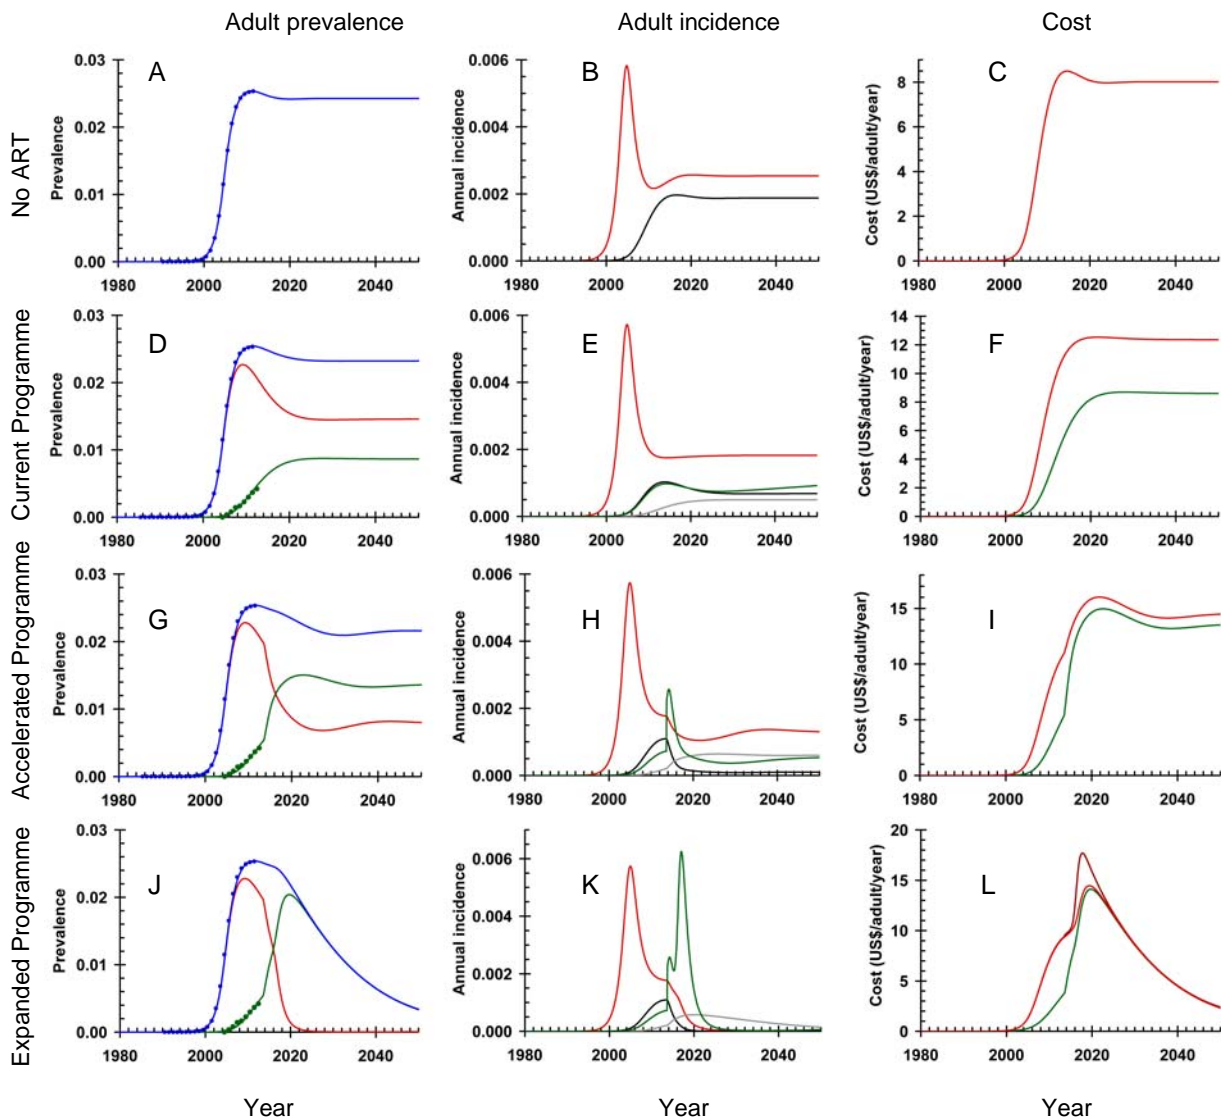 Adult prevalence Adult incidence Cost
No ART
A
Prevalence
0.03
0.02
0.01
0.00
1980 2000 2020 2040
B
Annual incidence
0.006
0.004
0.002
0.000
1980 2000 2020 2040
C
Cost (US$/adult/year)
8
6
4
2
0
1980 2000 2020 2040
Current Programme
D
Prevalence
0.03
0.02
0.01
0.00
1980 2000 2020 2040
E
Annual incidence
0.006
0.004
0.002
0.000
1980 2000 2020 2040
F
Cost (US$/adult/year)
14
12
10
8
6
4
2
0
1980 2000 2020 2040
Accelerated Programme
G
Prevalence
0.03
0.02
0.01
0.00
1980 2000 2020 2040
H
Annual incidence
0.006
0.004
0.002
0.000
1980 2000 2020 2040
I
Cost (US$/adult/year)
15
10
5
0
1980 2000 2020 2040
Expanded Programme
J
Prevalence
0.03
0.02
0.01
0.00
1980 2000 2020 2040
K
Annual incidence
0.006
0.004
0.002
0.000
1980 2000 2020 2040
L
Cost (US$/adult/year)
20
15
10
5
0
1980 2000 2020 2040
Year Year Year